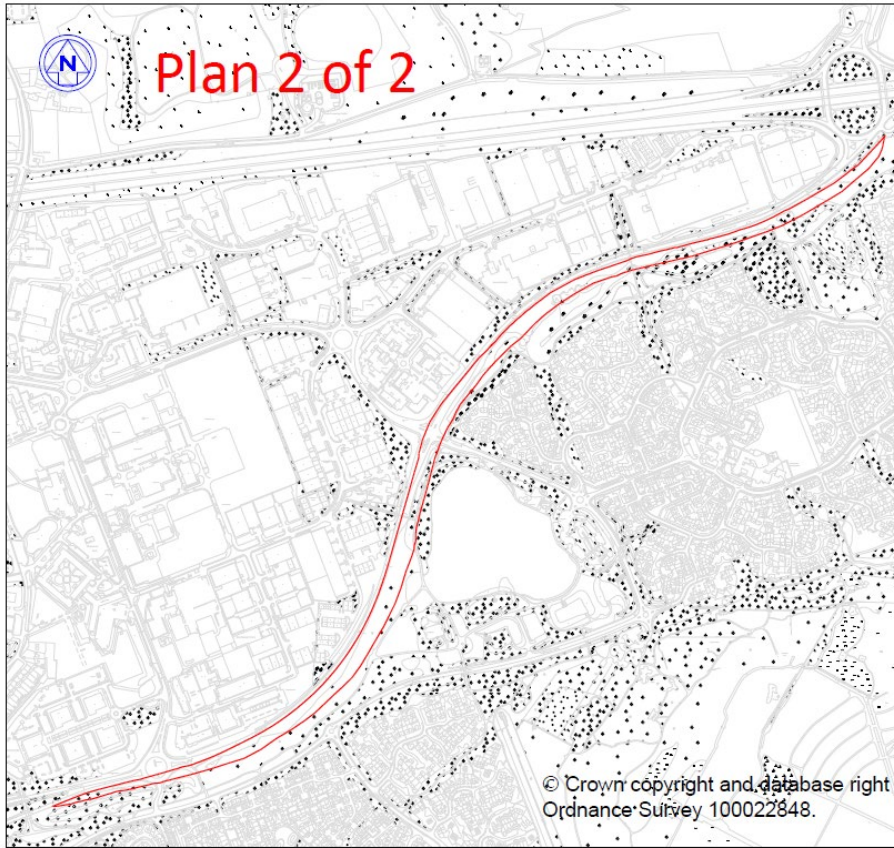 N
Plan 2 of 2
© Crown copyright and database right
Ordnance Survey 100022848.